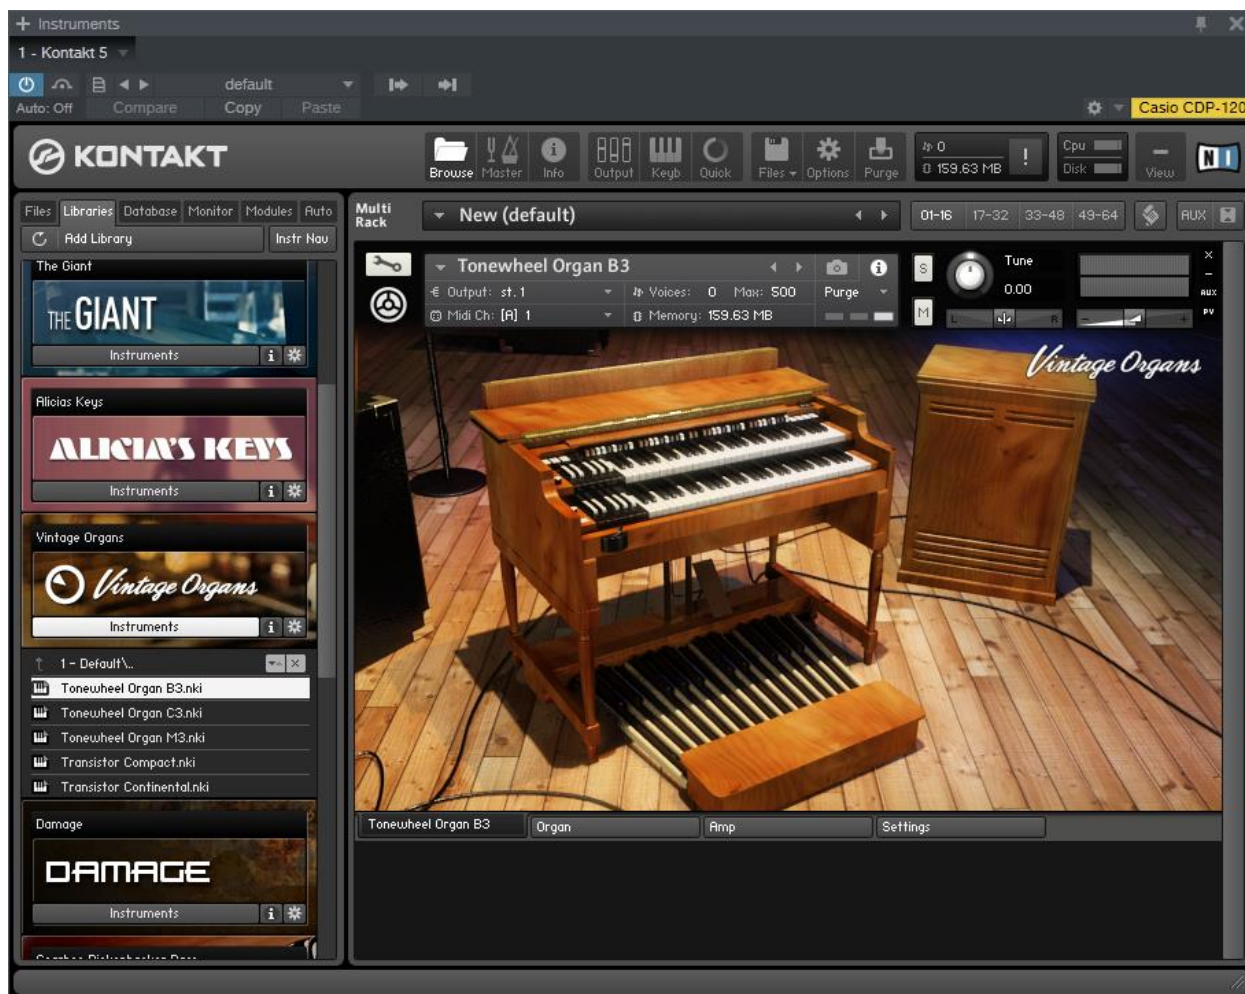 Instruments
1 - Kontakt 5
default
Auto: Off Compare Copy Paste
Casio CDP-120
KONTAKT
Browse Master Info Output Keyb Quick Files Options Purge
0
159.63 MB
!
Cpu
Disk
View
NI
Files Libraries Database Monitor Modules Auto
Add Library Instr Nav
Multi
Rack
New (default)
01-16 17-32 33-48 49-64 AUX
The Giant
THE GIANT
Instruments i
Alicias Keys
ALICIA'S KEYS
Instruments i
Vintage Organs
Vintage Organs
Instruments i
1 - Default\..
Tonewheel Organ B3.nki
Tonewheel Organ C3.nki
Tonewheel Organ M3.nki
Transistor Compact.nki
Transistor Continental.nki
Damage
DAMAGE
Instruments i
Tonewheel Organ B3
i
Output: st.1 Voices: 0 Max: 500 Purge
Midi Ch: [A] 1 Memory: 159.63 MB
S
M
Tune
0.00
L R
- +
×
–
AUX
PV
Vintage Organs
Tonewheel Organ B3 Organ Amp Settings